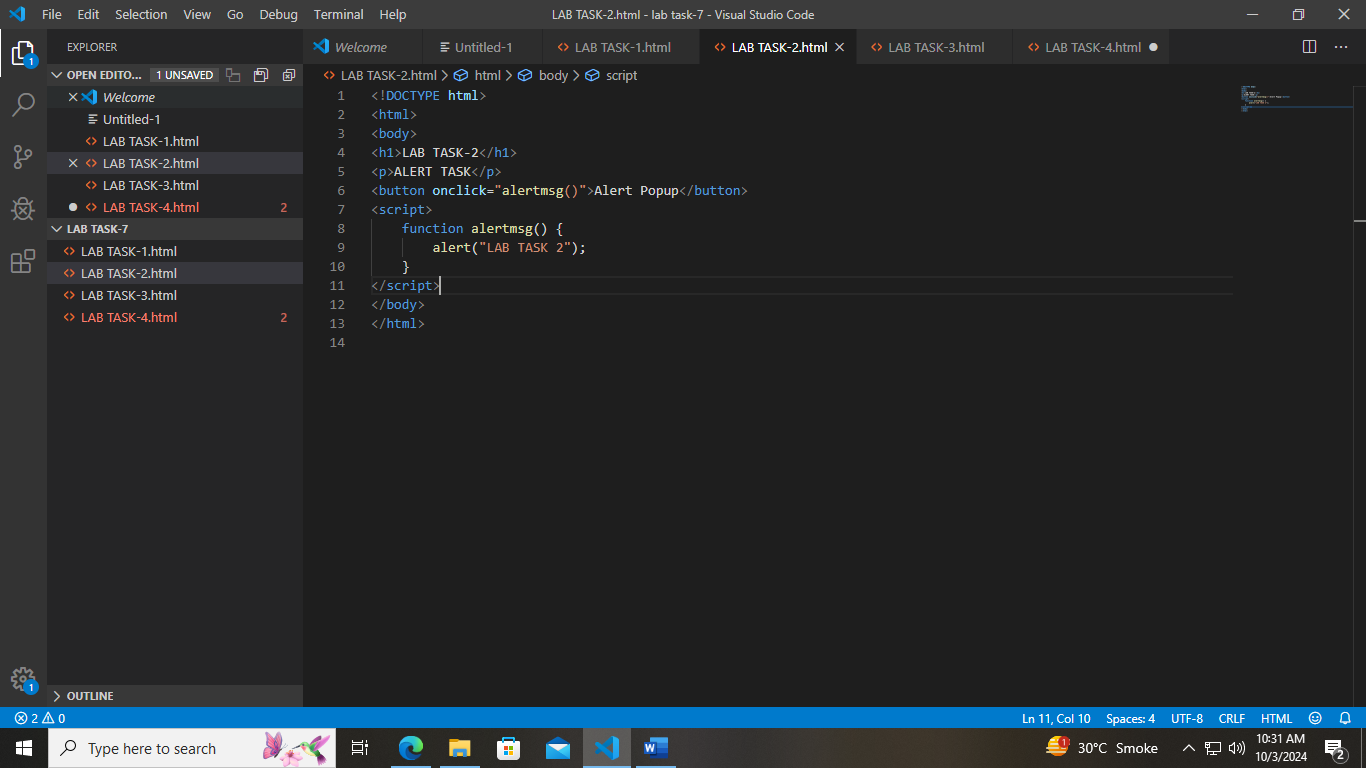 File Edit Selection View Go Debug Terminal Help LAB TASK-2.html - lab task-7 - Visual Studio Code
EXPLORER
Welcome Untitled-1 LAB TASK-1.html LAB TASK-2.html LAB TASK-3.html LAB TASK-4.html
1
OPEN EDITO... 1 UNSAVED
Welcome
Untitled-1
LAB TASK-1.html
LAB TASK-2.html
LAB TASK-3.html
LAB TASK-4.html 2
LAB TASK-7
LAB TASK-1.html
LAB TASK-2.html
LAB TASK-3.html
LAB TASK-4.html 2
OUTLINE
1
LAB TASK-2.html > html > body > script
1 <!DOCTYPE html>
2 <html>
3 <body>
4 <h1>LAB TASK-2</h1>
5 <p>ALERT TASK</p>
6 <button onclick="alertmsg()">Alert Popup</button>
7 <script>
8 function alertmsg() {
9 alert("LAB TASK 2");
10 }
11 </script>
12 </body>
13 </html>
14
2 0 Ln 11, Col 10 Spaces: 4 UTF-8 CRLF HTML
Type here to search
1
30°C Smoke
10:31 AM
10/3/2024
2